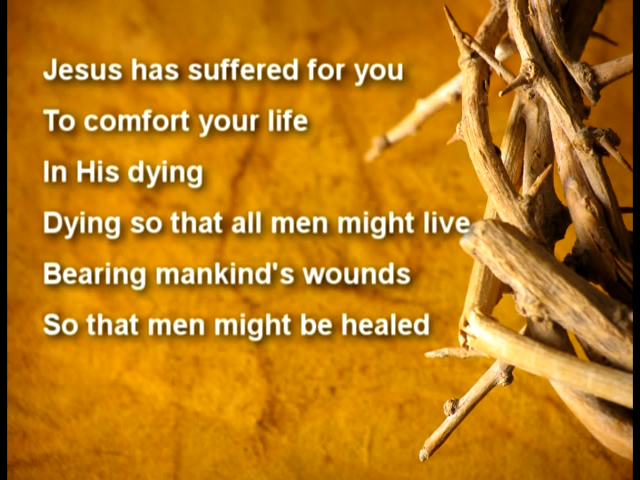 Jesus has suffered for you
To comfort your life
In His dying
Dying so that all men might live
Bearing mankind's wounds
So that men might be healed